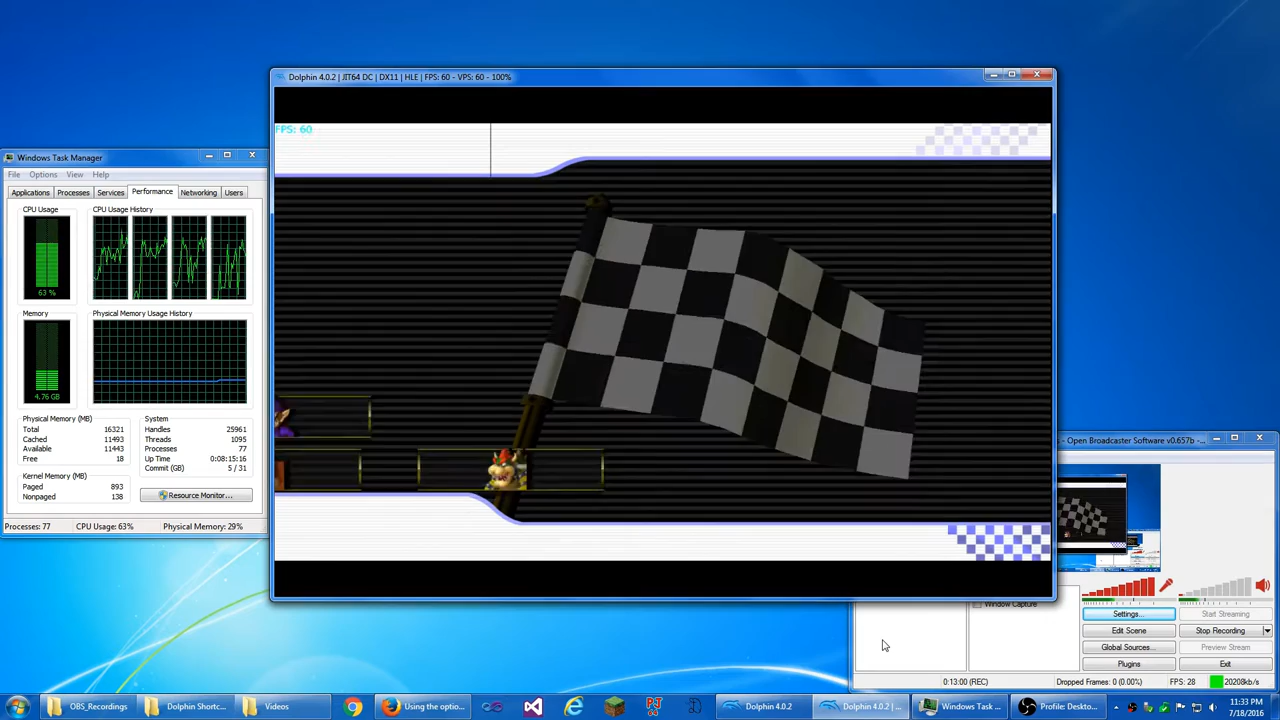 Dolphin 4.0.2 | JIT64 DC | DX11 | HLE | FPS: 60 - VPS: 60 - 100%
FPS: 60
Windows Task Manager
File Options View Help
Applications Processes Services Performance Networking Users
CPU Usage CPU Usage History
63 %
Memory Physical Memory Usage History
4.76 GB
Physical Memory (MB)
Total 16321
Cached 11493
Available 11443
Free 18
Kernel Memory (MB)
Paged 893
Nonpaged 138
System
Handles 25961
Threads 1095
Processes 77
Up Time 0:08:15:16
Commit (GB) 5 / 31
Resource Monitor...
Processes: 77 CPU Usage: 63% Physical Memory: 29%
- Open Broadcaster Software v0.657b -
Window Capture
Settings... Start Streaming
Edit Scene Stop Recording
Global Sources... Preview Stream
Plugins Exit
0:13:00 (REC) Dropped Frames: 0 (0.00%) FPS: 28 20208kb/s
OBS_Recordings Dolphin Shortc... Videos Using the optio... Dolphin 4.0.2 Dolphin 4.0.2 | ... Windows Task ... Profile: Deskto...
11:33 PM
7/18/2016